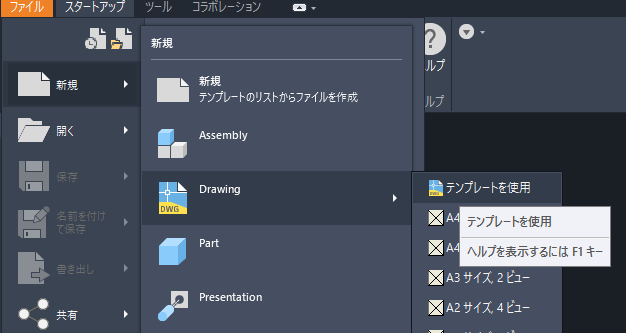 ファイル スタートアップ ツール コラボレーション
新規
新規
新規
テンプレートのリストからファイルを作成
ヘルプ
開く
Assembly
ルプ
保存
Drawing
DWG
テンプレートを使用
名前を付け
て保存
A4
テンプレートを使用
Part
A4
ヘルプを表示するには F1 キー
書き出し
A3 サイズ, 2 ビュー
Presentation
A2 サイズ, 4 ビュー
共有